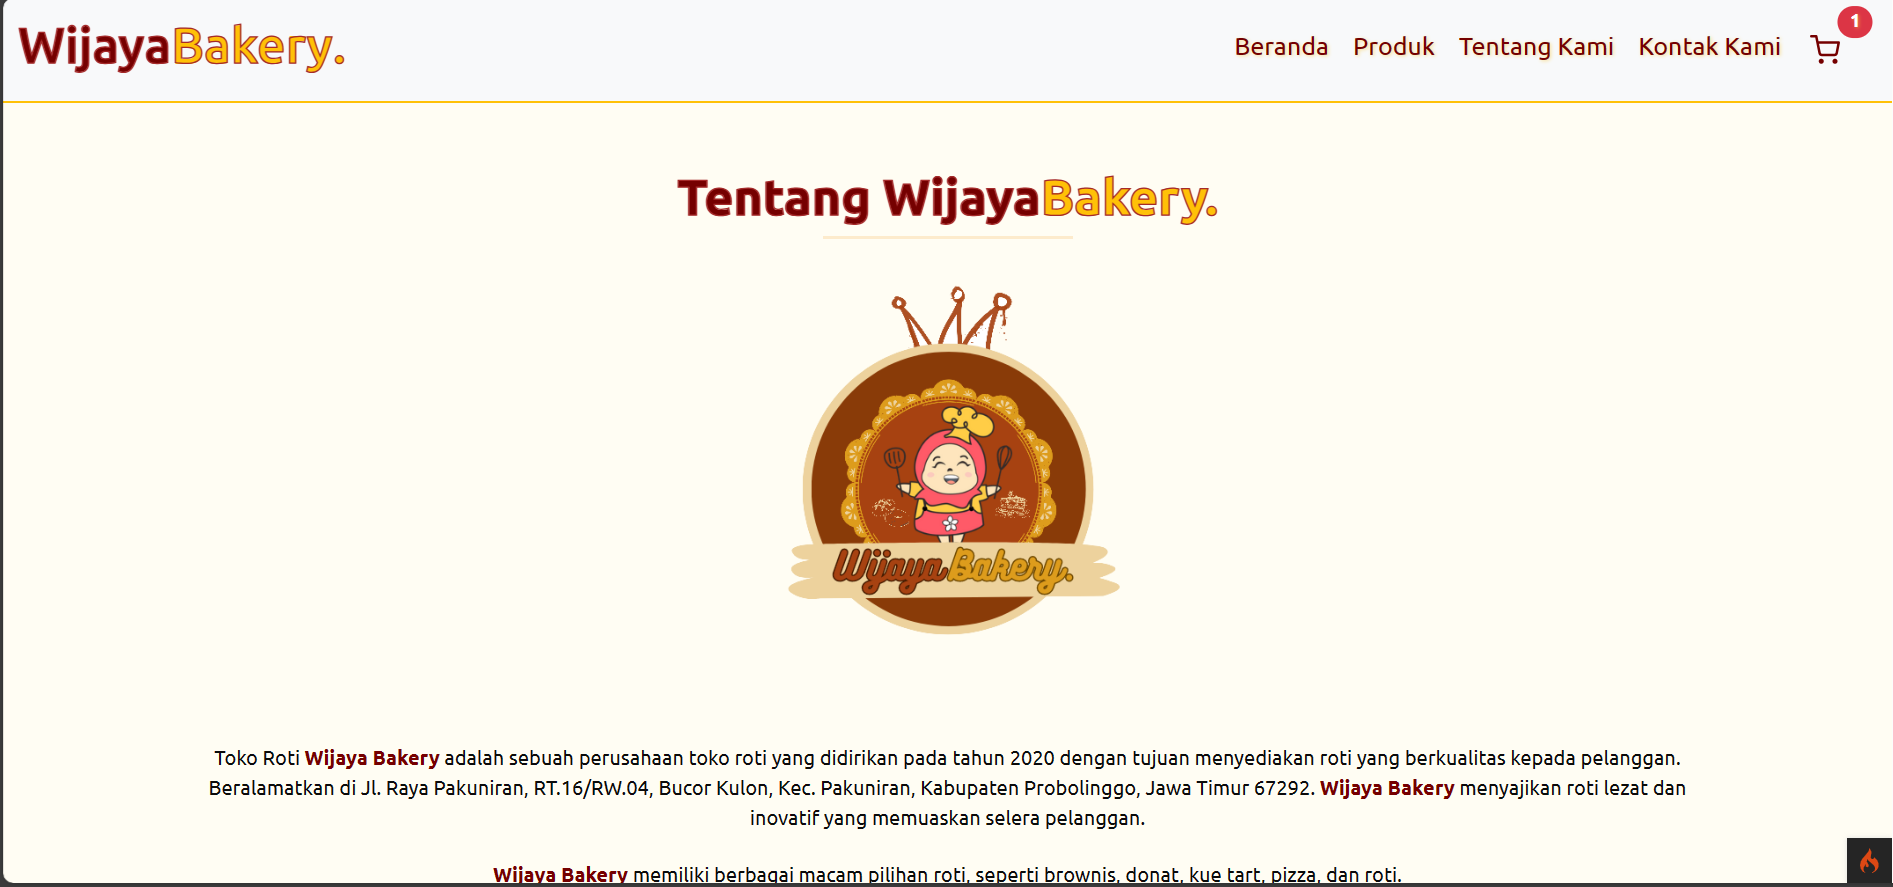 WijayaBakery.
Beranda Produk Tentang Kami Kontak Kami 1
Tentang WijayaBakery.
Wijaya Bakery.
Toko Roti Wijaya Bakery adalah sebuah perusahaan toko roti yang didirikan pada tahun 2020 dengan tujuan menyediakan roti yang berkualitas kepada pelanggan.
Beralamatkan di Jl. Raya Pakuniran, RT.16/RW.04, Bucor Kulon, Kec. Pakuniran, Kabupaten Probolinggo, Jawa Timur 67292. Wijaya Bakery menyajikan roti lezat dan
inovatif yang memuaskan selera pelanggan.
Wijaya Bakery memiliki berbagai macam pilihan roti, seperti brownis, donat, kue tart, pizza, dan roti.